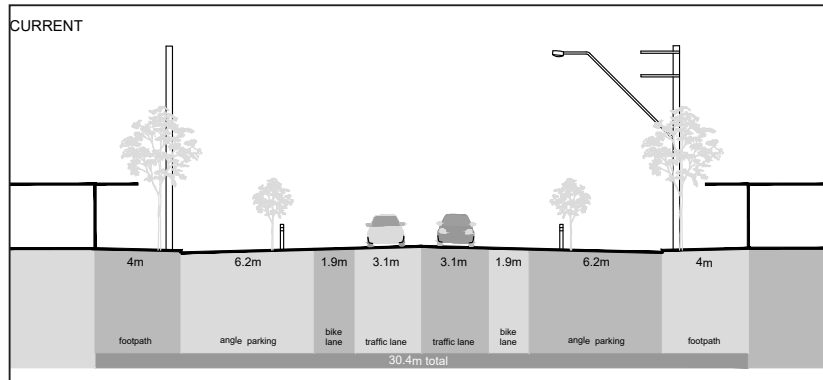 CURRENT
4m 6.2m 1.9m 3.1m 3.1m 1.9m 6.2m 4m
footpath angle parking bike lane traffic lane traffic lane bike lane angle parking footpath
30.4m total